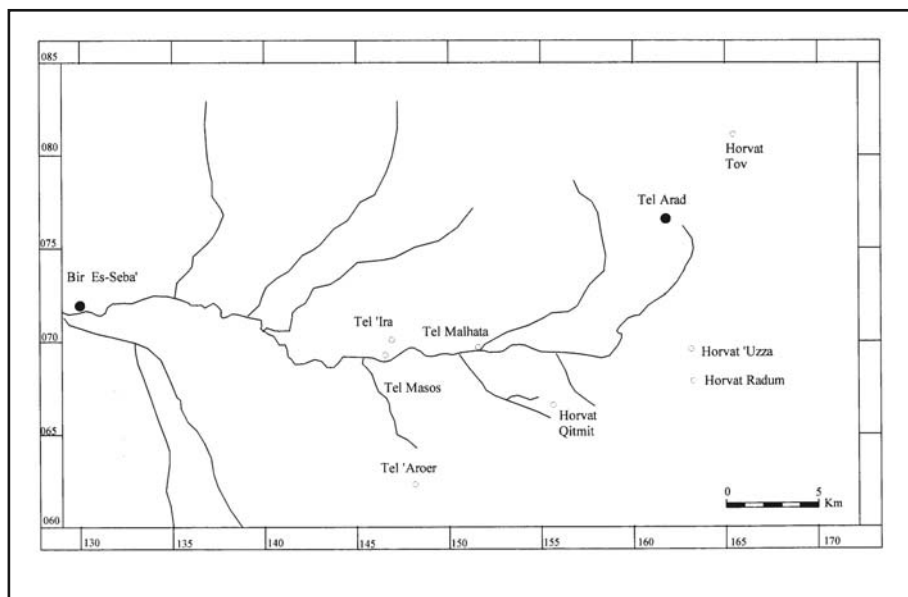 085
080
Horvat
Tov
Tel Arad
075
Bir Es-Seba'
Tel 'Ira
Tel Malhata
070
Horvat 'Uzza
Horvat Radum
Tel Masos
Horvat
Qitmit
065
Tel 'Aroer
0 5
Km
060
130 135 140 145 150 155 160 165 170